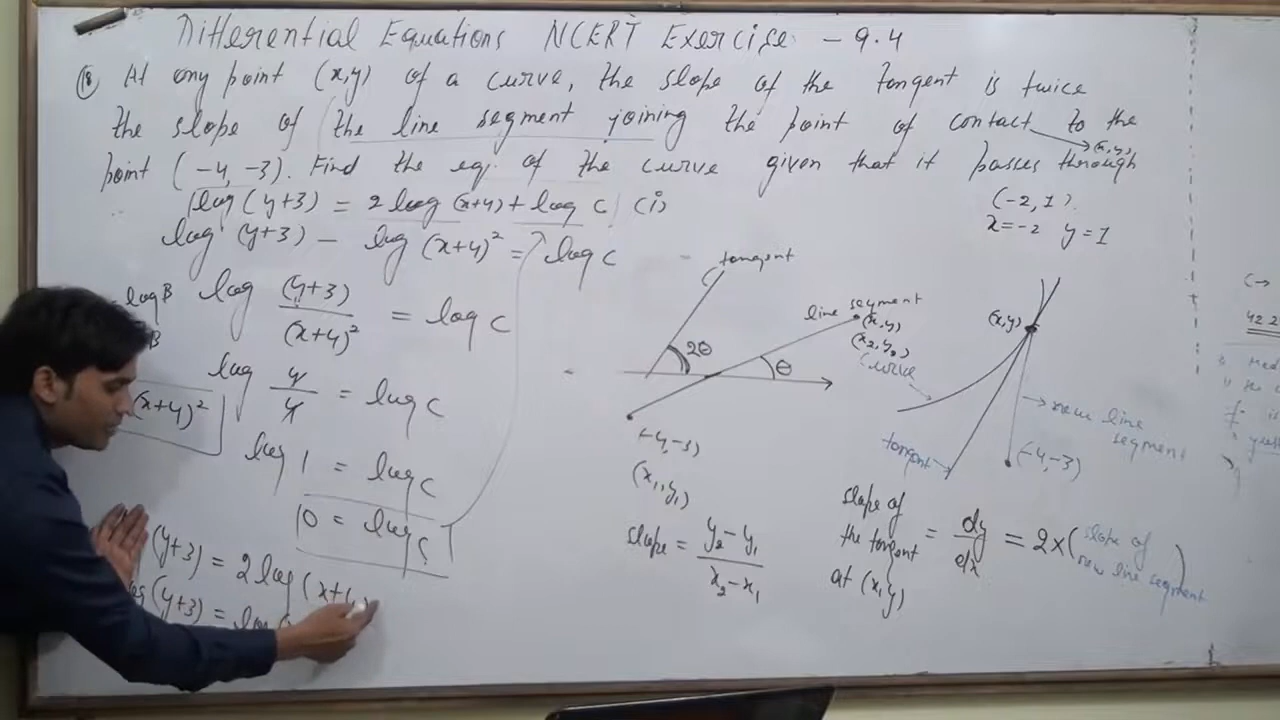 Differential Equations NCERT Exercise - 9.4
(18) At any point (x,y) of a curve, the slope of the tangent is twice
the slope of the line segment joining the point of contact to the
(x,y)
point (-4, -3). Find the eq. of the curve given that it passes through
(-2, 1).
x=-2 y=1
log(y+3) = 2log(x+4) + log C (i)
log (y+3) - log (x+4)² = log C
logB log (y+3)/(x+4)² = log C
B
log 4/4 = log C
(x+4)²
log 1 = log C
0 = log C
(y+3) = 2 log (x+4)
log(y+3) = log (
tangent
line segment
(x,y)
(x₂,y₂)
2θ
θ
(-4,-3)
(x₁,y₁)
slope = y₂-y₁/x₂-x₁
(x,y)
curve
new line
segment
tangent
(-4,-3)
slope of
the tangent
at (x,y)
= dy/dx = 2x(slope of
new line segment)
C→